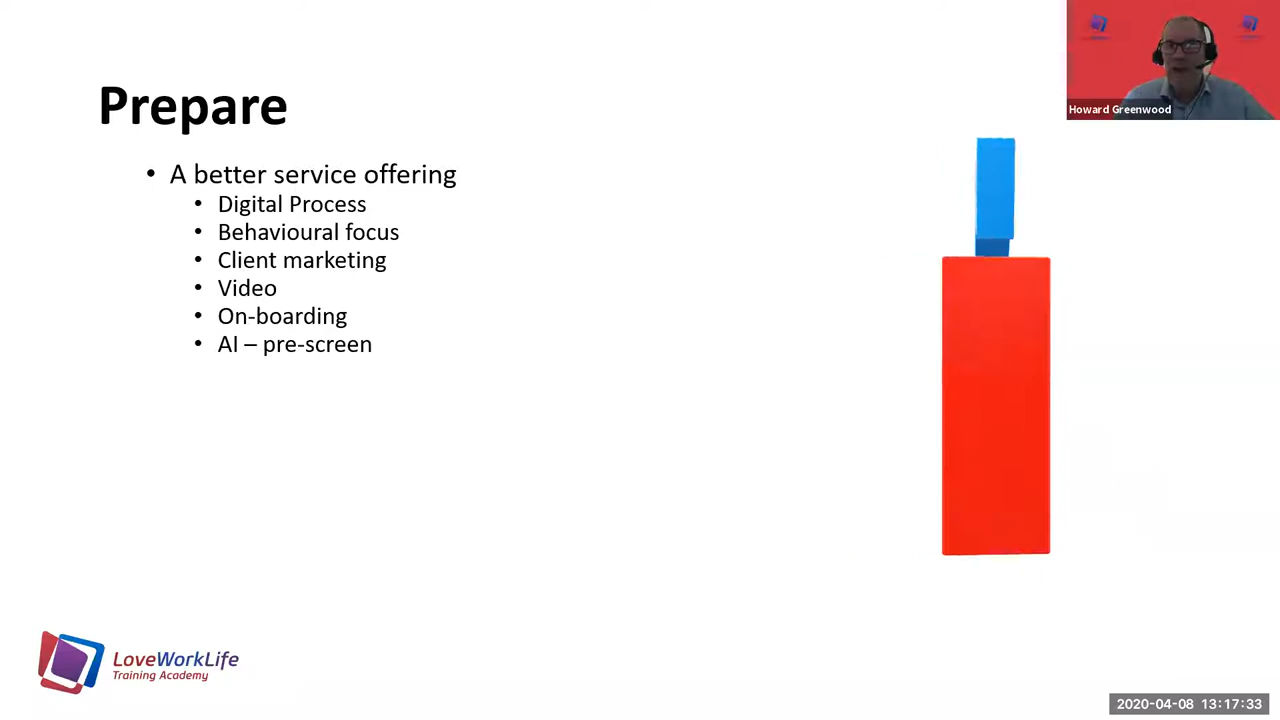 Prepare
• A better service offering
• Digital Process
• Behavioural focus
• Client marketing
• Video
• On-boarding
• AI – pre-screen
Howard Greenwood
LoveWorkLife
Training Academy
2020-04-08 13:17:33